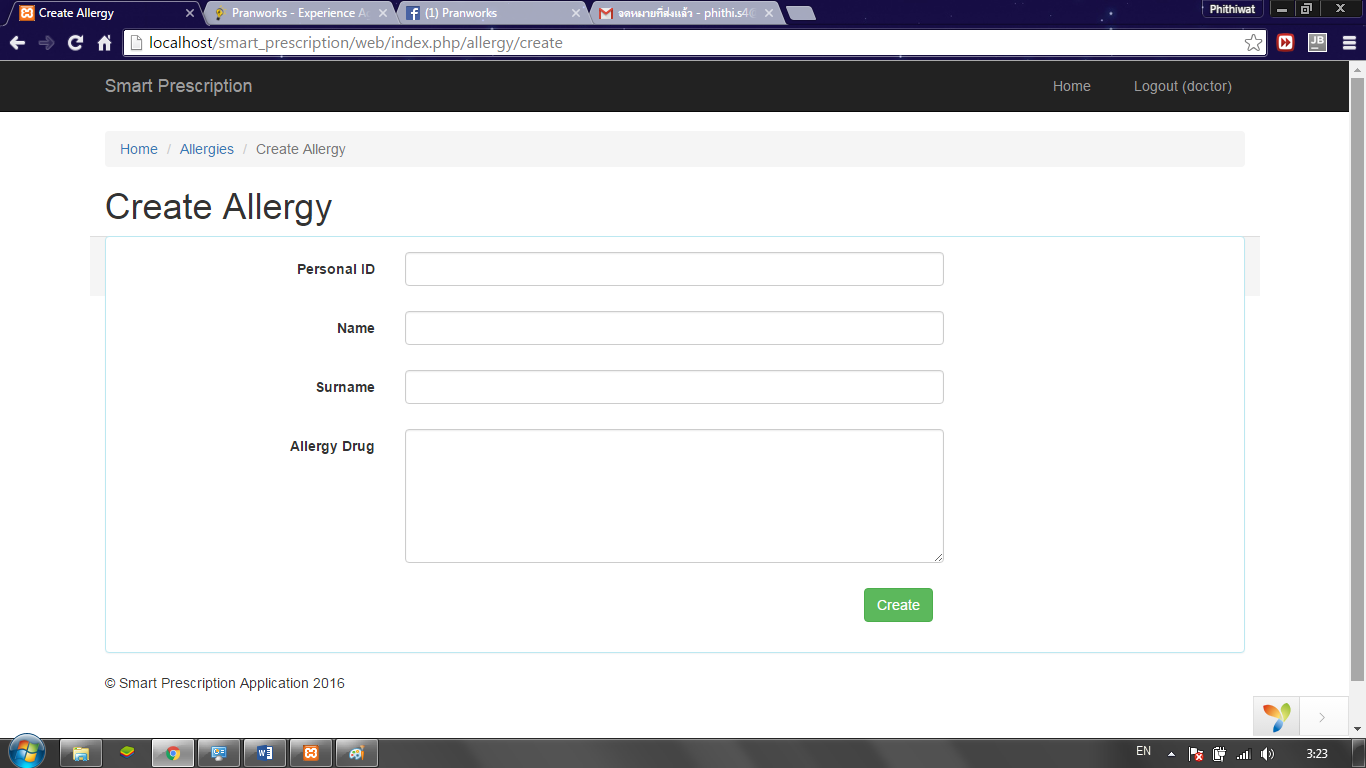 Create Allergy
Pranworks - Experience Ac
(1) Pranworks
จดหมายที่ส่งแล้ว - phithi.s4@
Phithiwat
localhost/smart_prescription/web/index.php/allergy/create
JB
Smart Prescription
Home
Logout (doctor)
Home / Allergies / Create Allergy
Create Allergy
Personal ID
Name
Surname
Allergy Drug
Create
© Smart Prescription Application 2016
EN
3:23